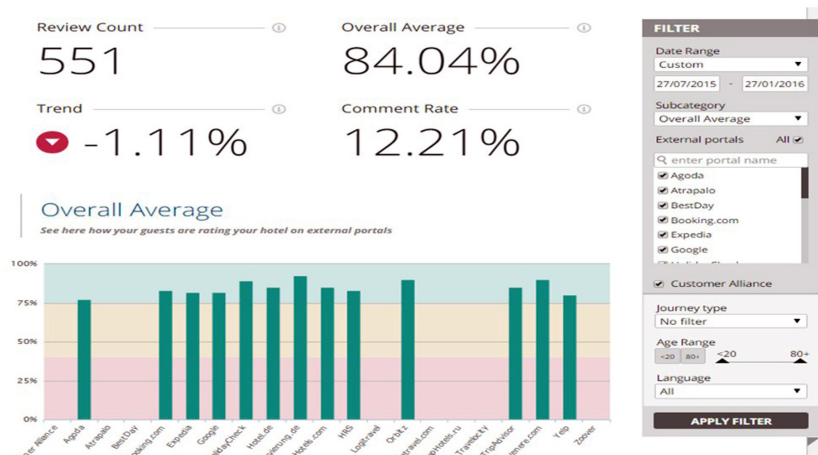 Review Count
551
Overall Average
84.04%
Trend
-1.11%
Comment Rate
12.21%
Overall Average
See here how your guests are rating your hotel on external portals
100%
75%
50%
25%
0%
Agoda
Atrapalo
BestDay
Expedia
Google
Hotel.de
HRS
Logitravel
Orbitz
Travelocity
TripAdvisor
Yelp
Zoover
FILTER
Date Range
Custom
27/07/2015 - 27/01/2016
Subcategory
Overall Average
External portals All
enter portal name
Agoda
Atrapalo
BestDay
Booking.com
Expedia
Google
Customer Alliance
Journey type
No filter
Age Range
<20 80+ <20 80+
Language
All
APPLY FILTER